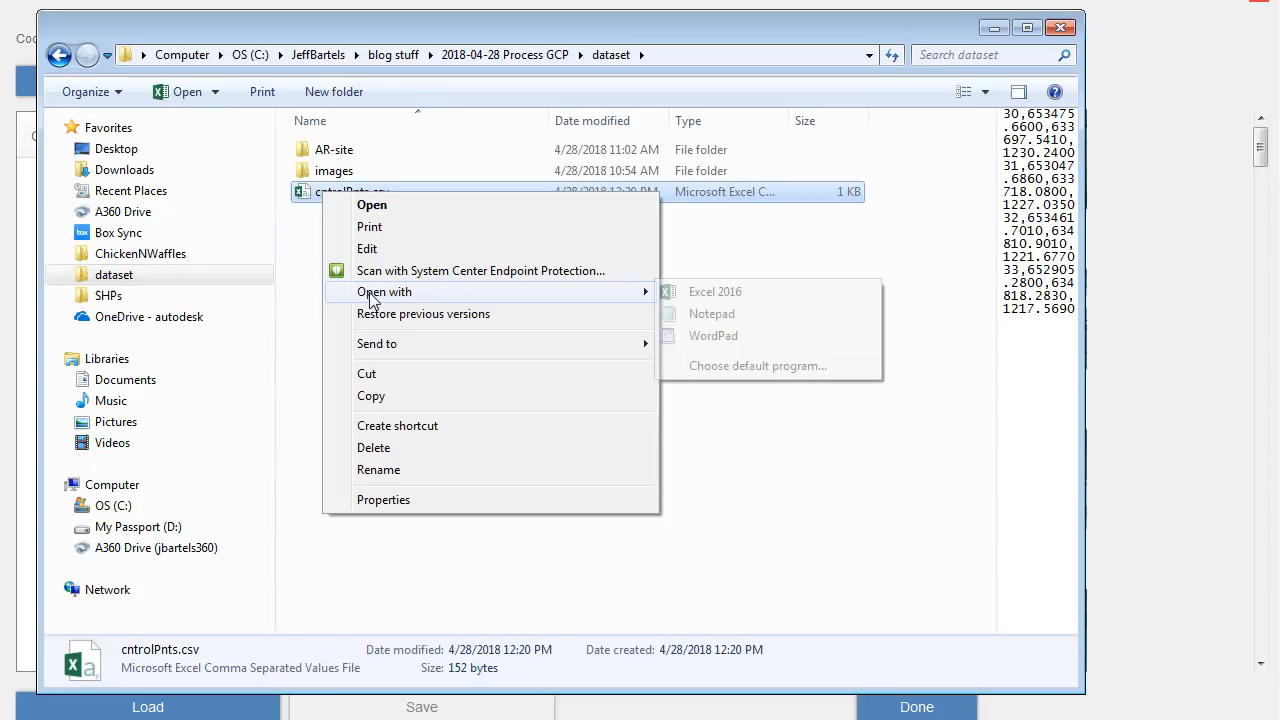 Computer
OS (C:)
JeffBartels
blog stuff
2018-04-28 Process GCP
dataset
Search dataset
Organize
Open
Print
New folder
Favorites
Desktop
Downloads
Recent Places
A360 Drive
Box Sync
ChickenNWaffles
dataset
SHPs
OneDrive - autodesk
Libraries
Documents
Music
Pictures
Videos
Computer
OS (C:)
My Passport (D:)
A360 Drive (jbartels360)
Network
Name Date modified Type Size
AR-site 4/28/2018 11:02 AM File folder
images 4/28/2018 10:54 AM File folder
cntrolPnts.csv 4/28/2018 12:20 PM Microsoft Excel C... 1 KB
Open
Print
Edit
Scan with System Center Endpoint Protection...
Open with
Restore previous versions
Send to
Cut
Copy
Create shortcut
Delete
Rename
Properties
Excel 2016
Notepad
WordPad
Choose default program...
30,653475
.6600,633
697.5410,
1230.2400
31,653047
.6860,633
718.0800,
1227.0350
32,653461
.7010,634
810.9010,
1221.6770
33,652905
.2800,634
818.2830,
1217.5690
cntrolPnts.csv
Microsoft Excel Comma Separated Values File
Date modified: 4/28/2018 12:20 PM
Size: 152 bytes
Date created: 4/28/2018 12:20 PM
Load
Save
Done